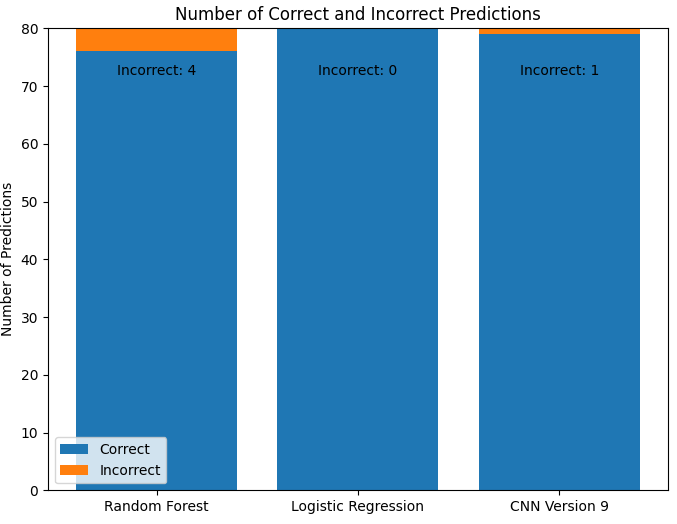 Number of Correct and Incorrect Predictions
Number of Predictions
80
70
60
50
40
30
20
10
0
Incorrect: 4
Incorrect: 0
Incorrect: 1
Correct
Incorrect
Random Forest
Logistic Regression
CNN Version 9